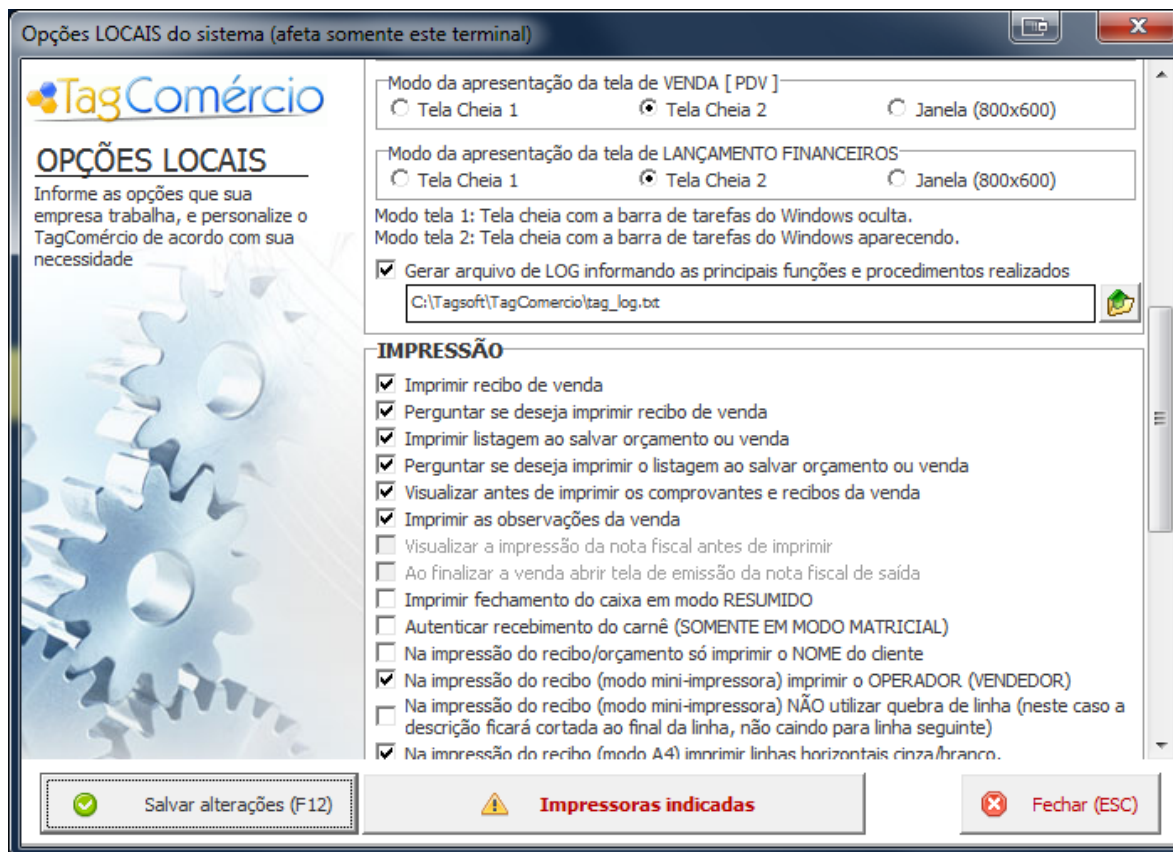 Opções LOCAIS do sistema (afeta somente este terminal)
TagComércio
OPÇÕES LOCAIS
Informe as opções que sua
empresa trabalha, e personalize o
TagComércio de acordo com sua
necessidade
Modo da apresentação da tela de VENDA [ PDV ]
Tela Cheia 1 Tela Cheia 2 Janela (800x600)
Modo da apresentação da tela de LANÇAMENTO FINANCEIROS
Tela Cheia 1 Tela Cheia 2 Janela (800x600)
Modo tela 1: Tela cheia com a barra de tarefas do Windows oculta.
Modo tela 2: Tela cheia com a barra de tarefas do Windows aparecendo.
Gerar arquivo de LOG informando as principais funções e procedimentos realizados
C:\Tagsoft\TagComercio\tag_log.txt
IMPRESSÃO
Imprimir recibo de venda
Perguntar se deseja imprimir recibo de venda
Imprimir listagem ao salvar orçamento ou venda
Perguntar se deseja imprimir o listagem ao salvar orçamento ou venda
Visualizar antes de imprimir os comprovantes e recibos da venda
Imprimir as observações da venda
Visualizar a impressão da nota fiscal antes de imprimir
Ao finalizar a venda abrir tela de emissão da nota fiscal de saída
Imprimir fechamento do caixa em modo RESUMIDO
Autenticar recebimento do carnê (SOMENTE EM MODO MATRICIAL)
Na impressão do recibo/orçamento só imprimir o NOME do cliente
Na impressão do recibo (modo mini-impressora) imprimir o OPERADOR (VENDEDOR)
Na impressão do recibo (modo mini-impressora) NÃO utilizar quebra de linha (neste caso a
descrição ficará cortada ao final da linha, não caindo para linha seguinte)
Na impressão do recibo (modo A4) imprimir linhas horizontais cinza/branco.
Salvar alterações (F12) Impressoras indicadas Fechar (ESC)